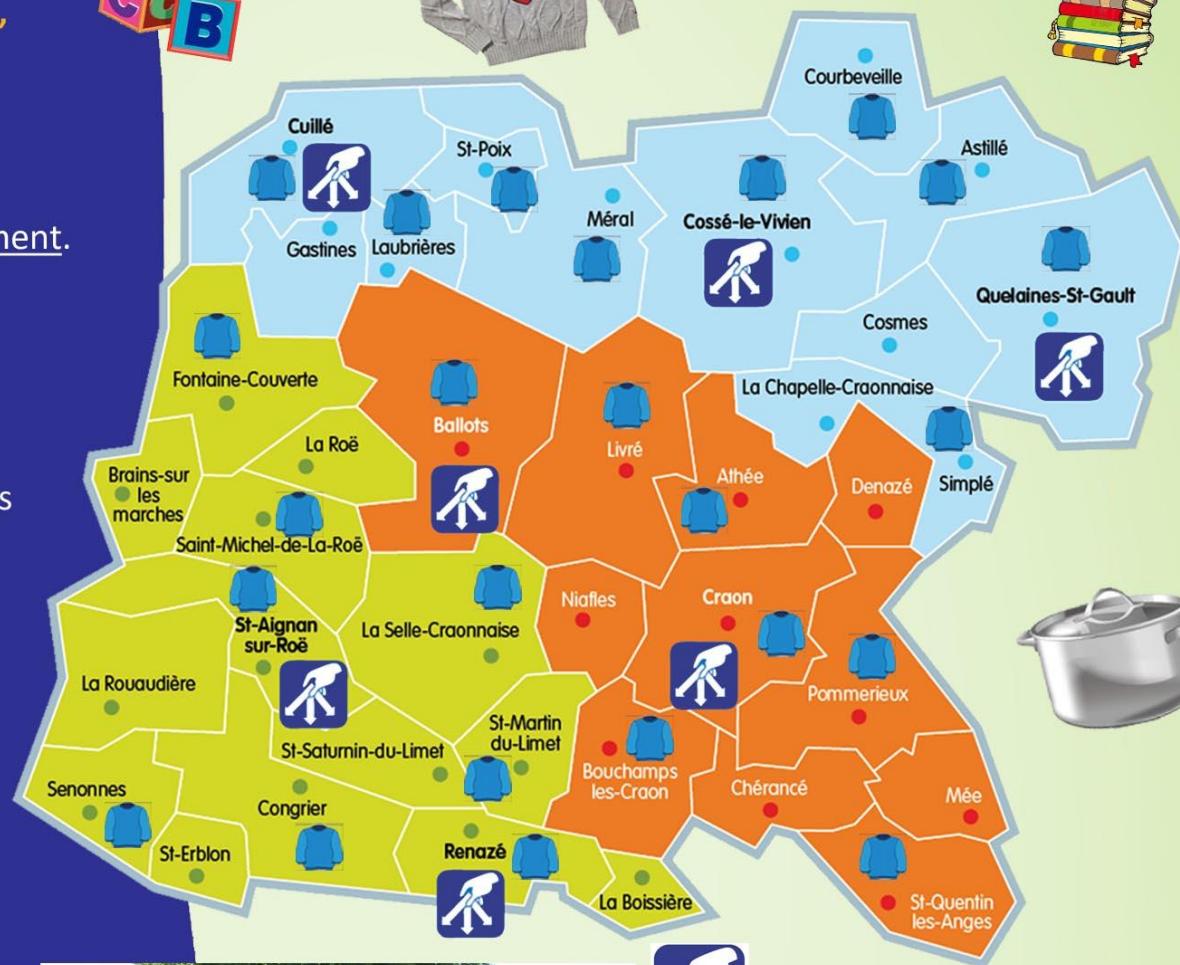 B
nent.
s
Courbeveille
Cuillé
St-Poix
Astillé
Méral
Cossé-le-Vivien
Gastines
Laubrières
Quelaines-St-Gault
Cosmes
Fontaine-Couverte
La Chapelle-Craonnaise
Ballots
La Roë
Livré
Athée
Denazé
Simplé
Brains-sur
les
marches
Saint-Michel-de-La-Roë
Niafles
Craon
St-Aignan
sur-Roë
La Selle-Craonnaise
La Rouaudière
Pommerieux
St-Martin
du-Limet
St-Saturnin-du-Limet
Bouchamps
les-Craon
Senonnes
Congrier
Chérancé
Mée
St-Erblon
Renazé
La Boissière
St-Quentin
les-Anges